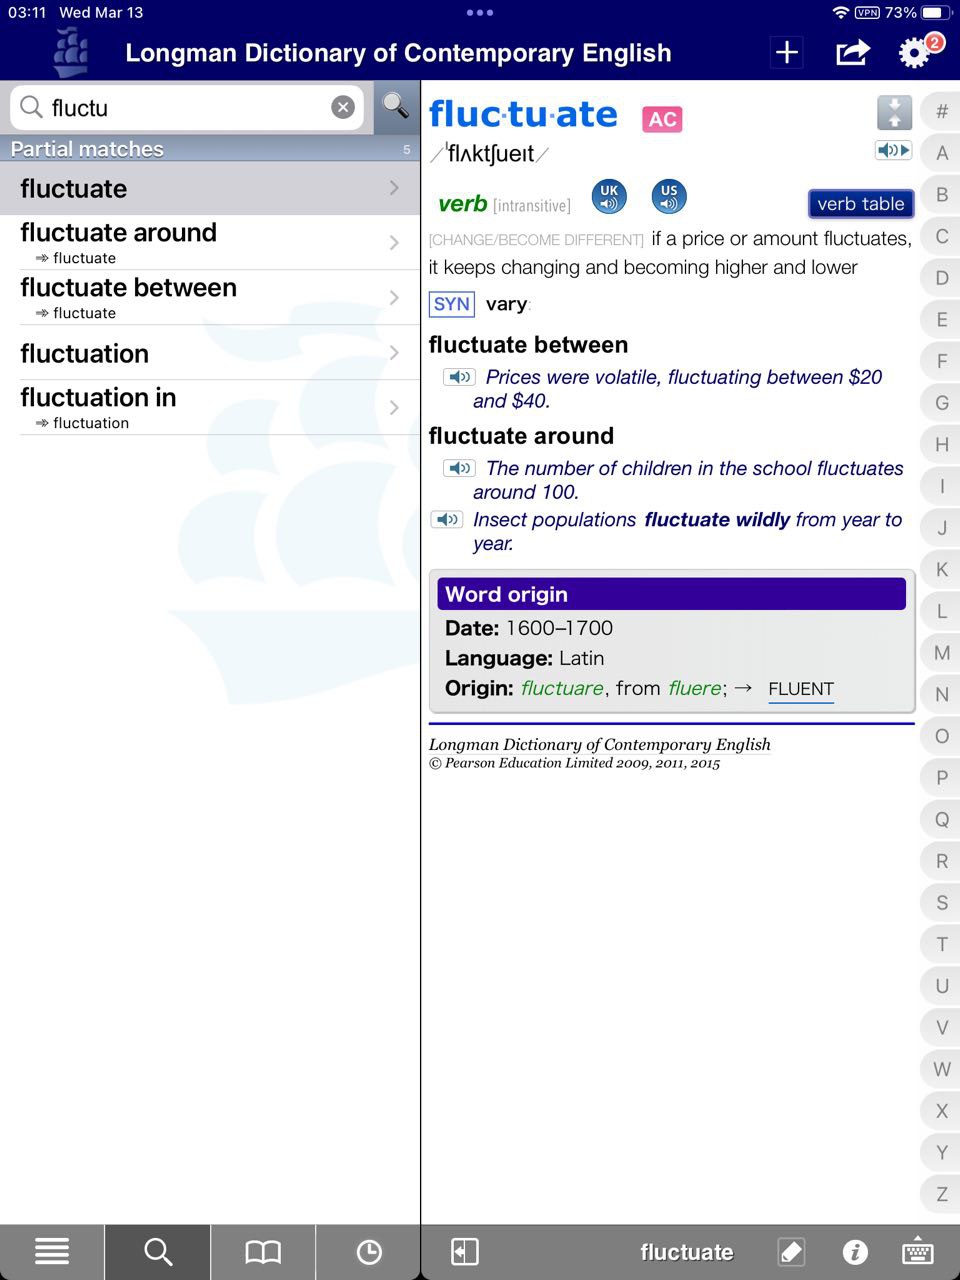 03:11 Wed Mar 13
VPN 73%
Longman Dictionary of Contemporary English
2
fluctu
Partial matches 5
fluctuate
fluctuate around
⇒ fluctuate
fluctuate between
⇒ fluctuate
fluctuation
fluctuation in
⇒ fluctuation
fluc·tu·ate AC
/ˈflʌktʃueɪt/
verb [intransitive] UK US verb table
[CHANGE/BECOME DIFFERENT] if a price or amount fluctuates,
it keeps changing and becoming higher and lower
SYN vary:
fluctuate between
Prices were volatile, fluctuating between $20
and $40.
fluctuate around
The number of children in the school fluctuates
around 100.
Insect populations fluctuate wildly from year to
year.
Word origin
Date: 1600–1700
Language: Latin
Origin: fluctuare, from fluere; → FLUENT
Longman Dictionary of Contemporary English
© Pearson Education Limited 2009, 2011, 2015
#
A
B
C
D
E
F
G
H
I
J
K
L
M
N
O
P
Q
R
S
T
U
V
W
X
Y
Z
fluctuate